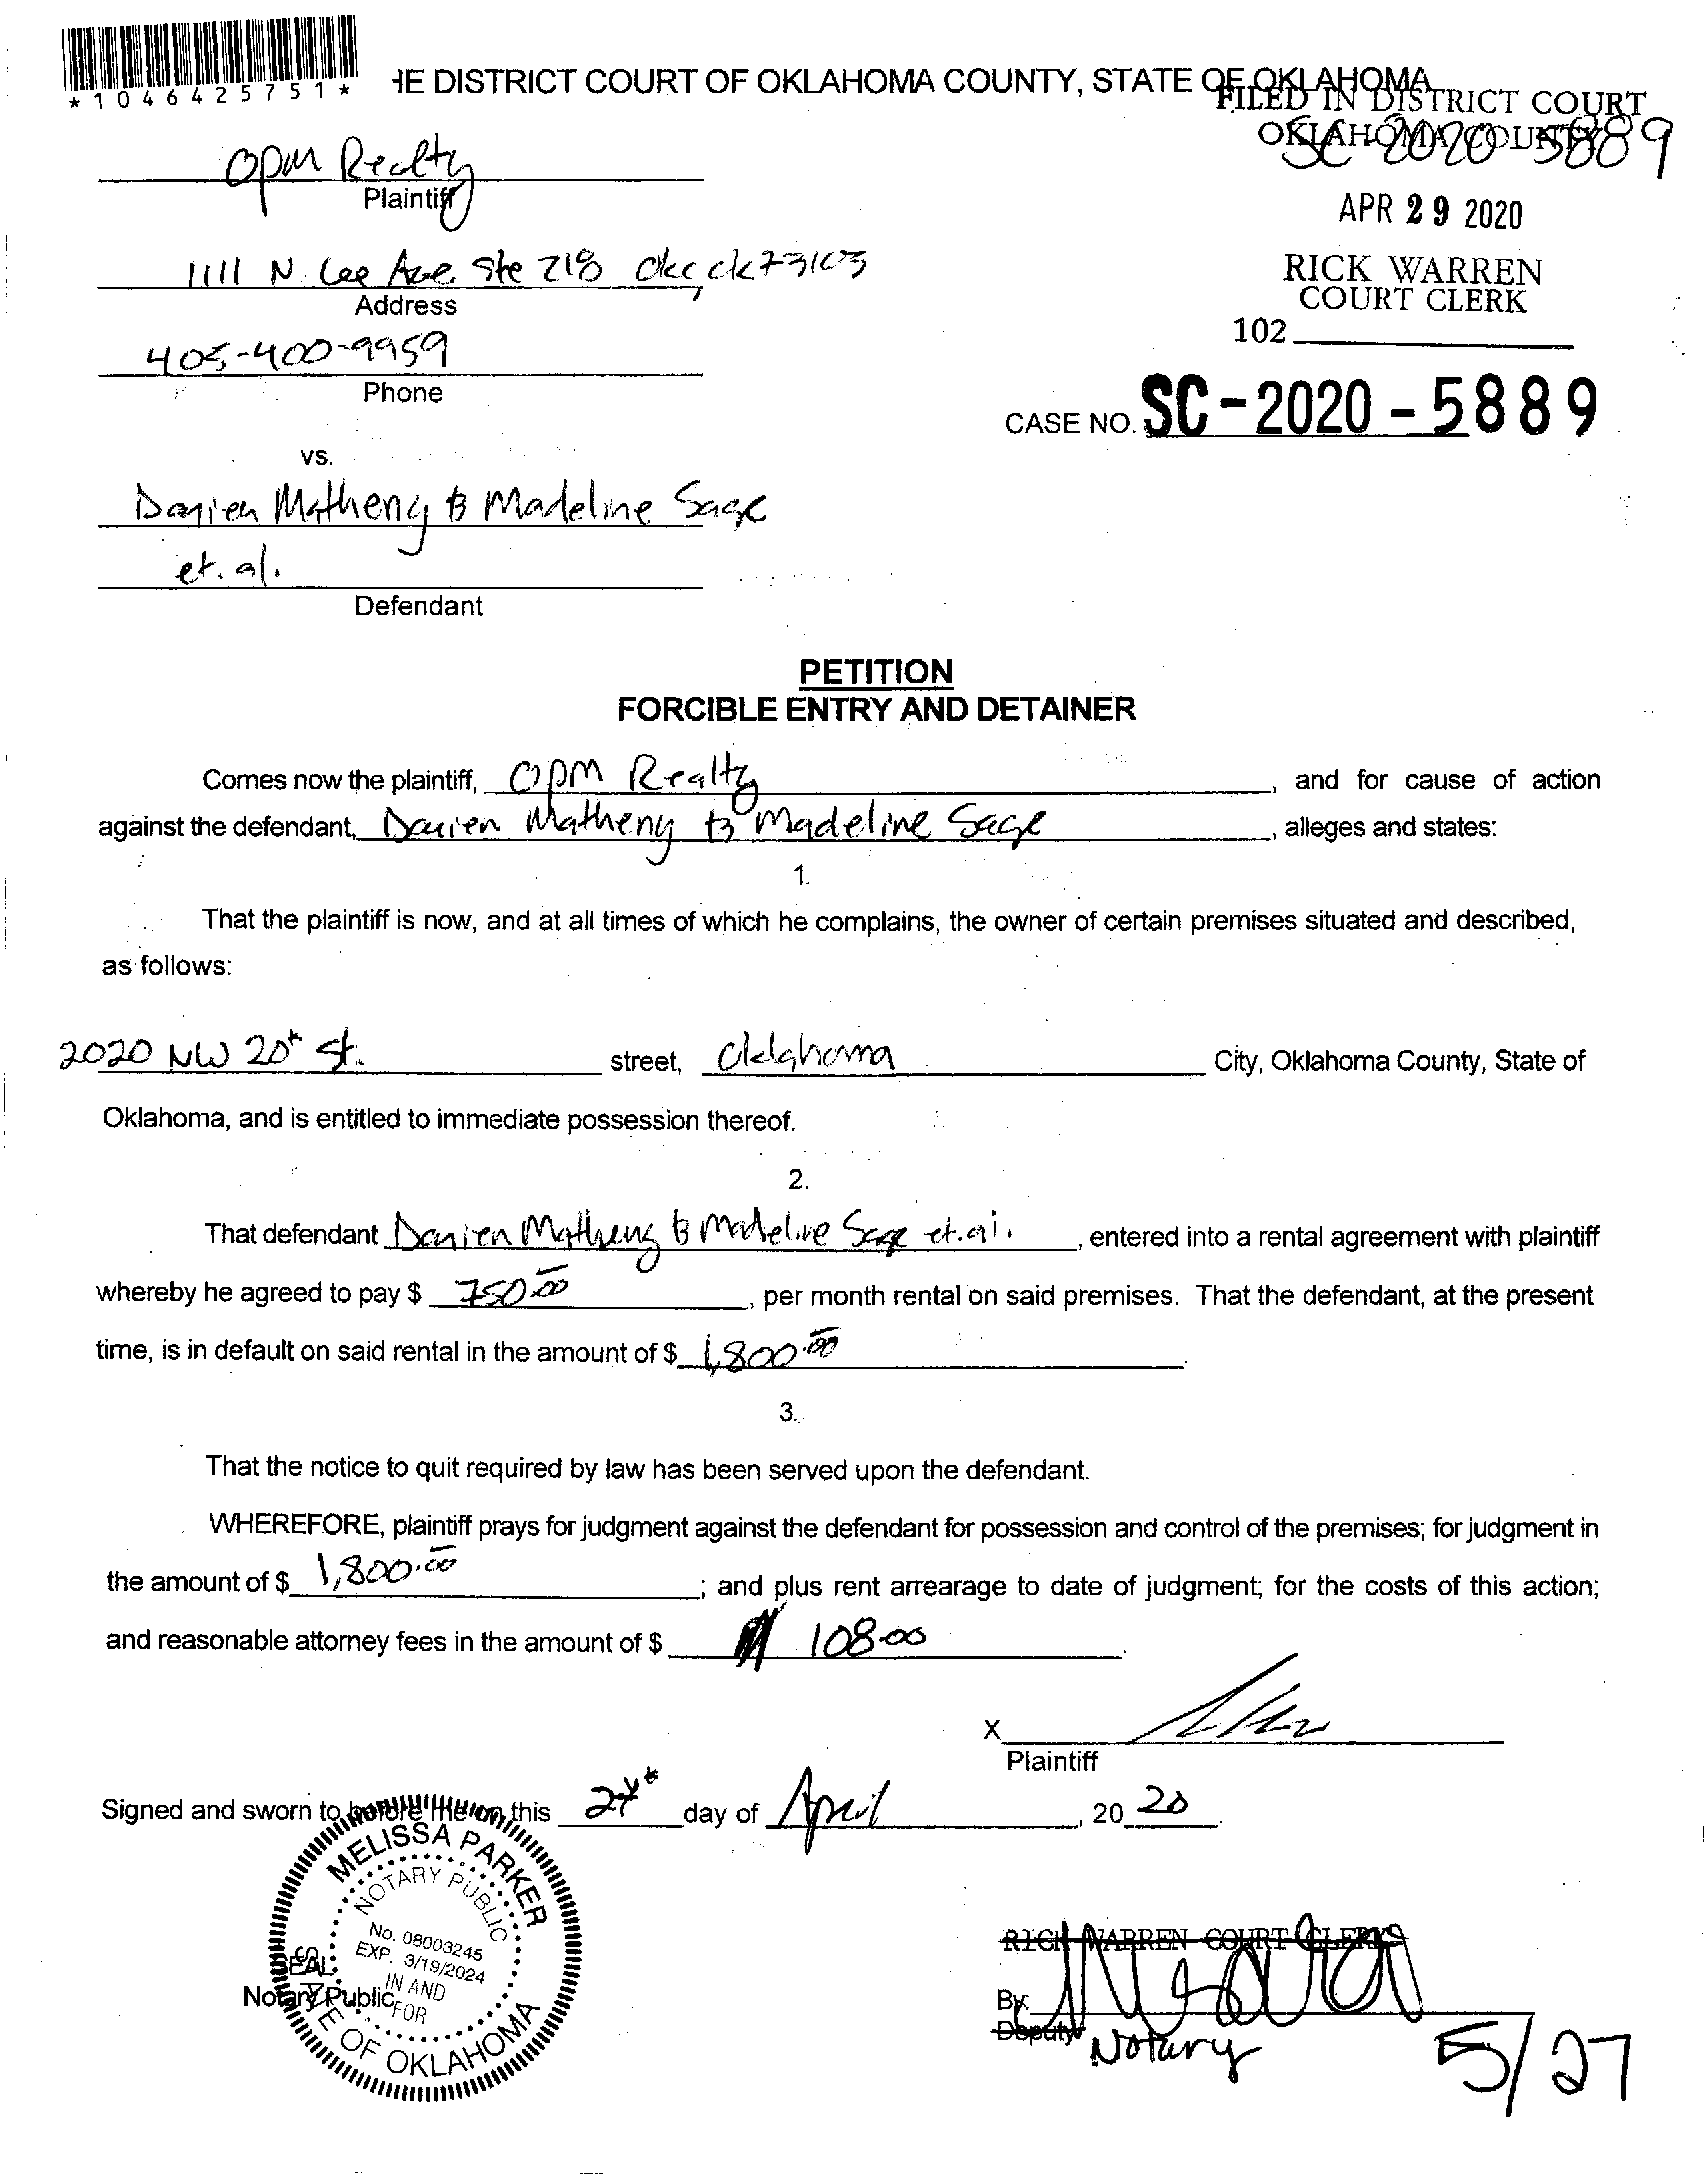 *1046425751*
HE DISTRICT COURT OF OKLAHOMA COUNTY, STATE OF OKLAHOMA
FILED IN DISTRICT COURT
OKLAHOMA COUNTY
SC-2020-5889
OPM Realty
Plaintiff
APR 29 2020
1111 N. Lee Ave. Ste 218 OKC, OK 73103
Address
RICK WARREN
COURT CLERK
102
405-400-9959
Phone
CASE NO. SC-2020-5889
vs.
Darien Matheny & Madeline Sage
et. al.
Defendant
PETITION
FORCIBLE ENTRY AND DETAINER
Comes now the plaintiff, OPM Realty, and for cause of action
against the defendant, Darien Matheny & Madeline Sage, alleges and states:
1.
That the plaintiff is now, and at all times of which he complains, the owner of certain premises situated and described,
as follows:
2020 NW 20th St. street, Oklahoma City, Oklahoma County, State of
Oklahoma, and is entitled to immediate possession thereof.
2.
That defendant Darien Matheny & Madeline Sage et. al., entered into a rental agreement with plaintiff
whereby he agreed to pay $ 750.00, per month rental on said premises. That the defendant, at the present
time, is in default on said rental in the amount of $ 1,800.00.
3.
That the notice to quit required by law has been served upon the defendant.
WHEREFORE, plaintiff prays for judgment against the defendant for possession and control of the premises; for judgment in
the amount of $ 1,800.00; and plus rent arrearage to date of judgment; for the costs of this action;
and reasonable attorney fees in the amount of $ 108.00.
X
Plaintiff
Signed and sworn to before me on this 24th day of April, 2020.
MELISSA PARKER
NOTARY PUBLIC
No. 08003245
EXP. 3/19/2024
IN AND
FOR
STATE OF OKLAHOMA
SEAL
Notary Public
RICK WARREN COURT CLERK
By:
Deputy
Notary
5/27